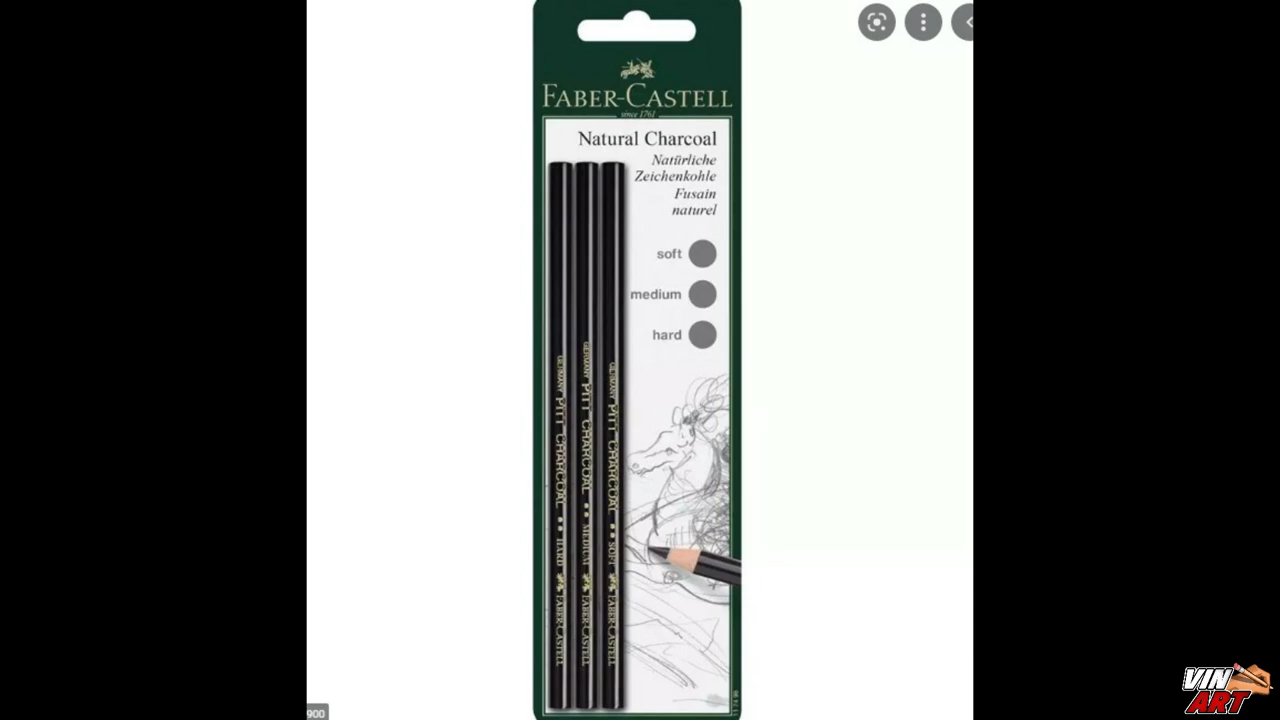 FABER-CASTELL
since 1761
Natural Charcoal
Natürliche
Zeichenkohle
Fusain
naturel
soft
medium
hard
GERMANY PITT CHARCOAL HARD FABER-CASTELL
GERMANY PITT CHARCOAL MEDIUM FABER-CASTELL
GERMANY PITT CHARCOAL SOFT FABER-CASTELL
900
VIN
ART